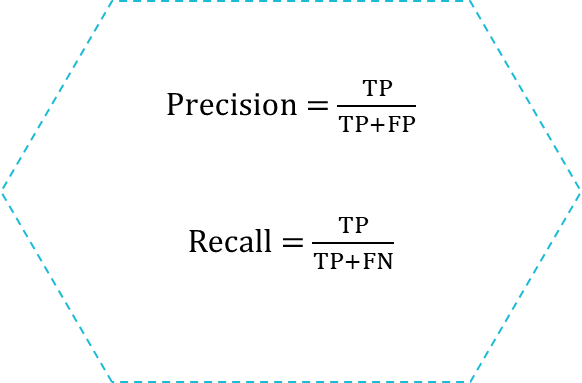 Precision = TP/TP+FP
Recall = TP/TP+FN